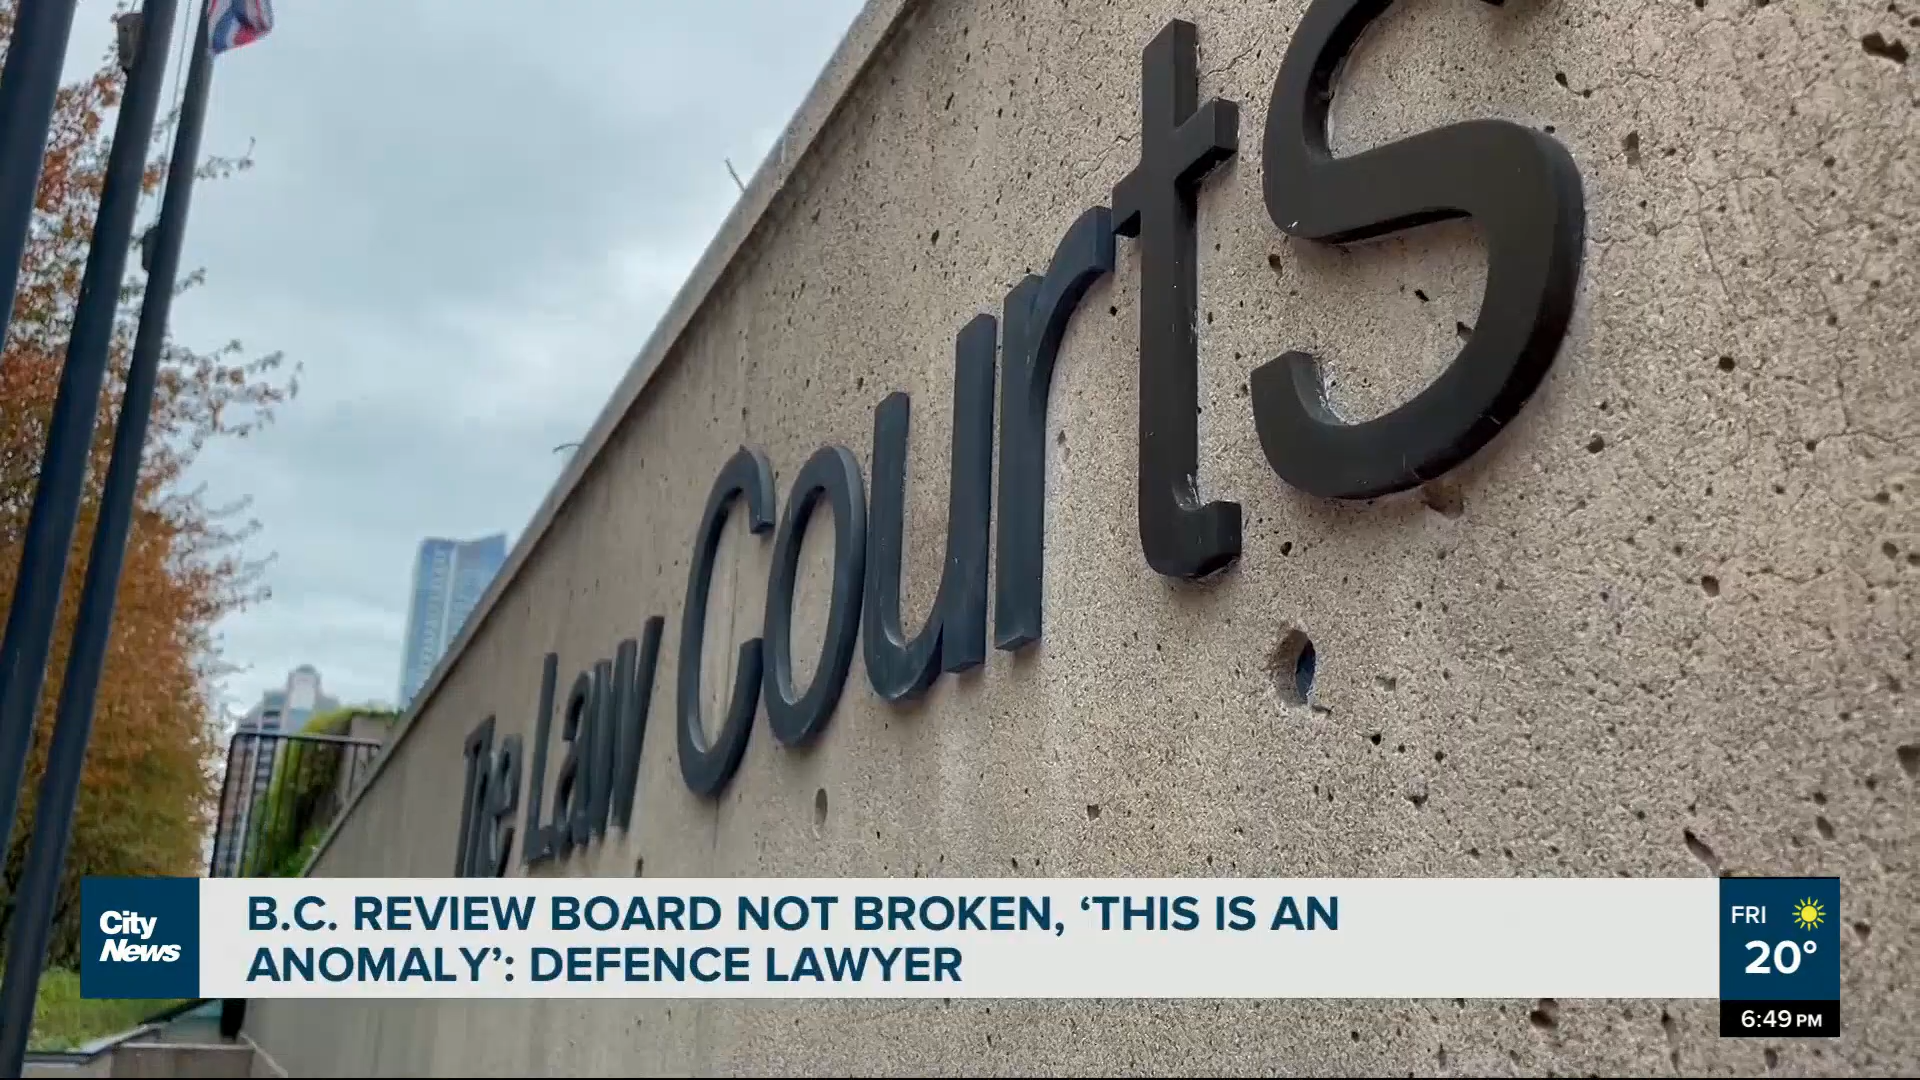 The Law Courts
City
News
B.C. REVIEW BOARD NOT BROKEN, ‘THIS IS AN
ANOMALY’: DEFENCE LAWYER
FRI
20°
6:49 PM